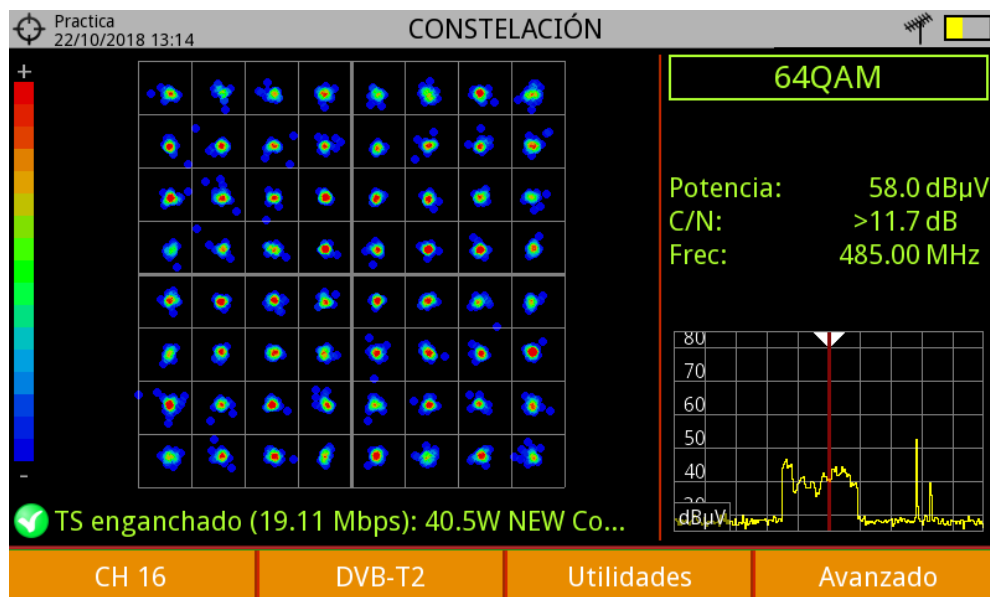 Practica
22/10/2018 13:14
CONSTELACIÓN
+
-
64QAM
Potencia: 58.0 dBµV
C/N: >11.7 dB
Frec: 485.00 MHz
80
70
60
50
40
dBµV
TS enganchado (19.11 Mbps): 40.5W NEW Co...
CH 16
DVB-T2
Utilidades
Avanzado